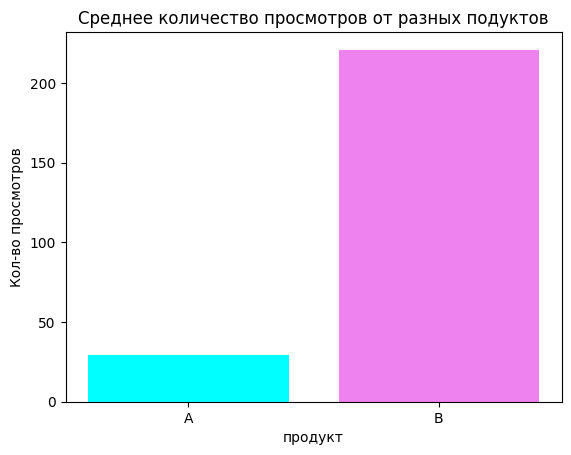 Среднее количество просмотров от разных подуктов
Кол-во просмотров
200
150
100
50
0
A
B
продукт